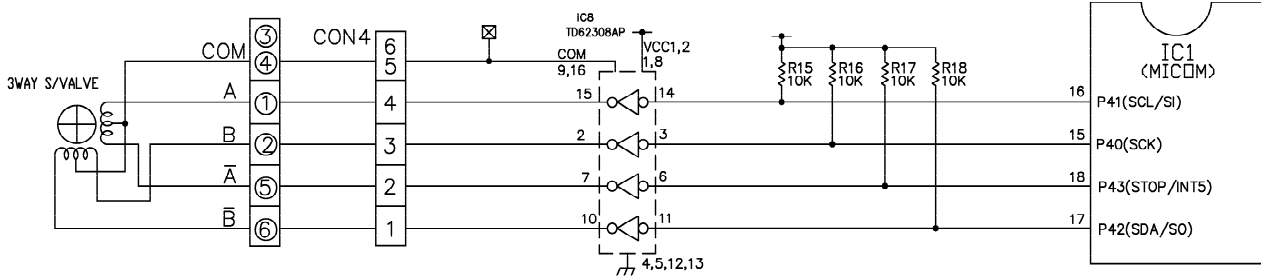 3WAY S/VALVE
COM
A
B
A̅
B̅
③
④
①
②
⑤
⑥
CON4
6
5
4
3
2
1
IC8
TD62308AP
COM
9,16
VCC1,2
1,8
15
14
2
3
7
6
10
11
4,5,12,13
R15
10K
R16
10K
R17
10K
R18
10K
IC1
(MICOM)
16
P41(SCL/SI)
15
P40(SCK)
18
P43(STOP/INT5)
17
P42(SDA/SO)